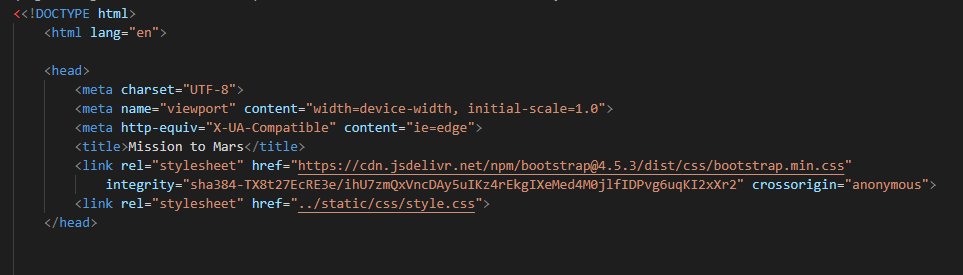 <<!DOCTYPE html>
<html lang="en">
<head>
<meta charset="UTF-8">
<meta name="viewport" content="width=device-width, initial-scale=1.0">
<meta http-equiv="X-UA-Compatible" content="ie=edge">
<title>Mission to Mars</title>
<link rel="stylesheet" href="https://cdn.jsdelivr.net/npm/bootstrap@4.5.3/dist/css/bootstrap.min.css"
integrity="sha384-TX8t27EcRE3e/ihU7zmQxVncDAy5uIKz4rEkgIXeMed4M0jlfIDPvg6uqKI2xXr2" crossorigin="anonymous">
<link rel="stylesheet" href="../static/css/style.css">
</head>